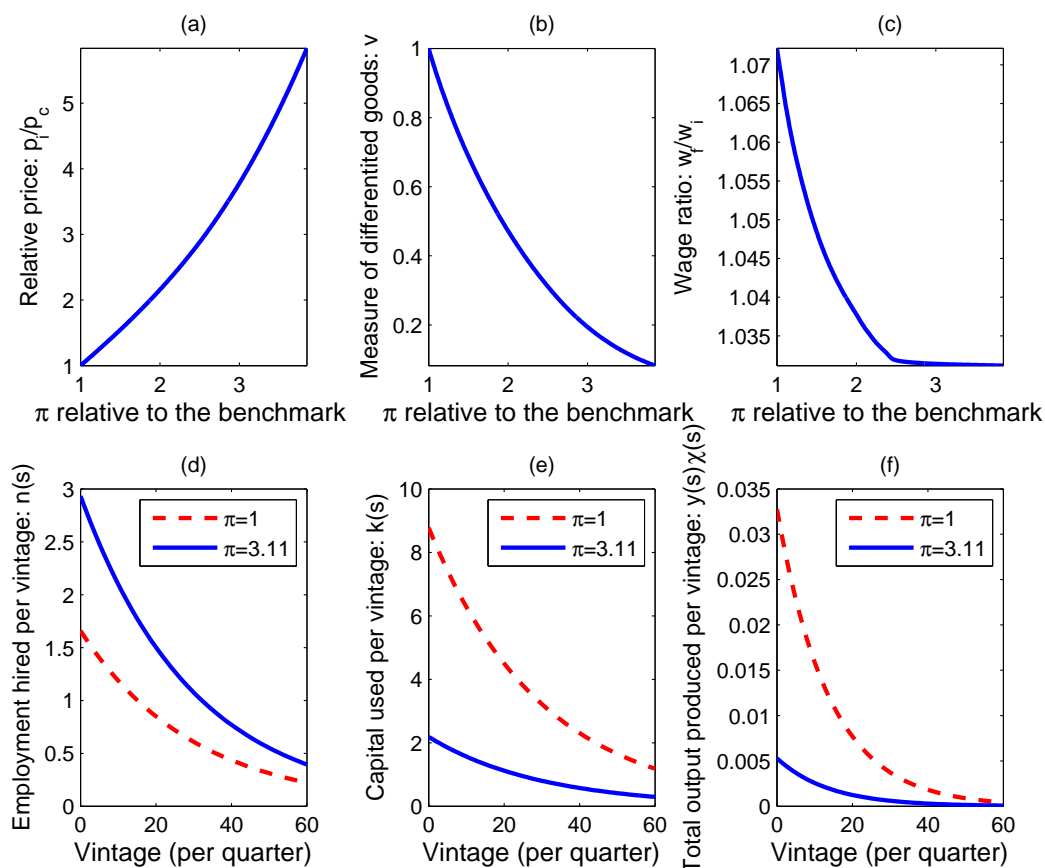 (a)
Relative price: p_i/p_c
5
4
3
2
1
1
2
3
π relative to the benchmark
(b)
Measure of differentited goods: v
1
0.8
0.6
0.4
0.2
1
2
3
π relative to the benchmark
(c)
Wage ratio: w_f/w_i
1.07
1.065
1.06
1.055
1.05
1.045
1.04
1.035
1
2
3
π relative to the benchmark
(d)
Employment hired per vintage: n(s)
3
2.5
2
1.5
1
0.5
0
0
20
40
60
π=1
π=3.11
Vintage (per quarter)
(e)
Capital used per vintage: k(s)
10
8
6
4
2
0
0
20
40
60
π=1
π=3.11
Vintage (per quarter)
(f)
Total output produced per vintage: y(s)χ(s)
0.035
0.03
0.025
0.02
0.015
0.01
0.005
0
0
20
40
60
π=1
π=3.11
Vintage (per quarter)